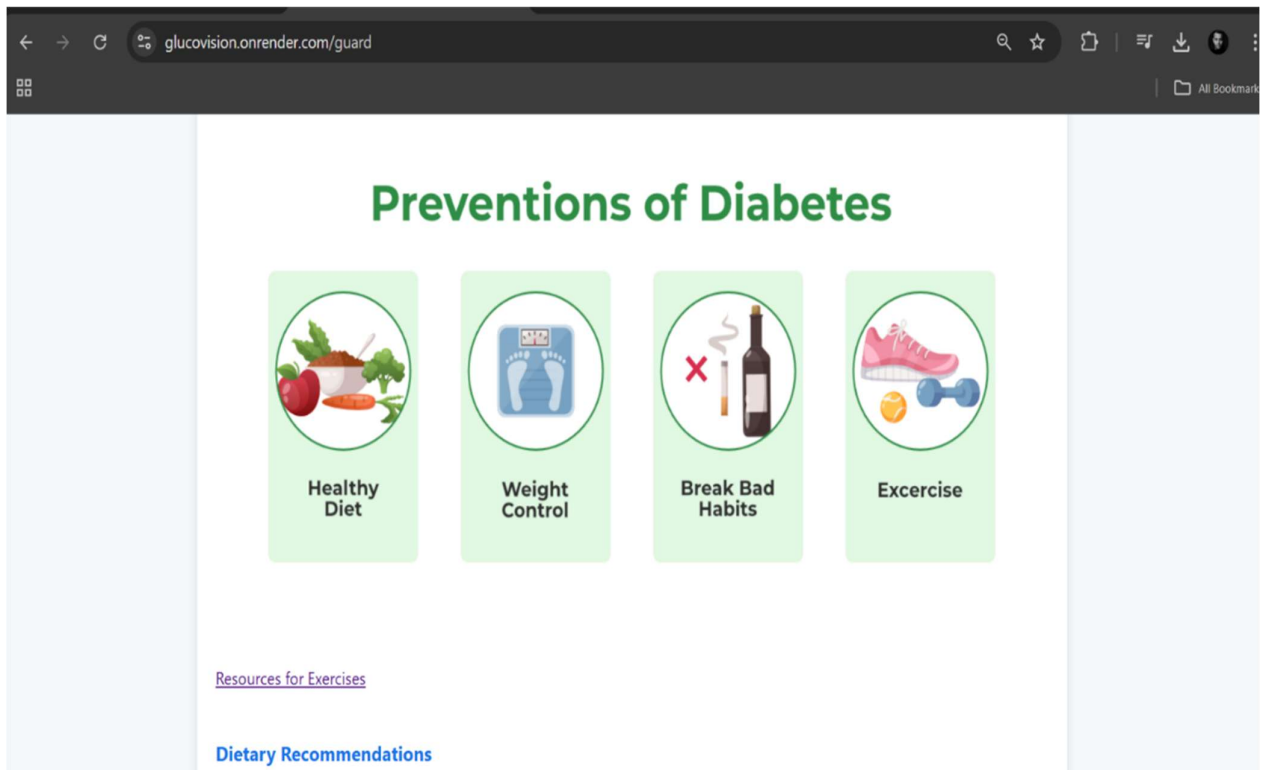 glucovision.onrender.com/guard
All Bookmark
Preventions of Diabetes
Healthy
Diet
Weight
Control
Break Bad
Habits
Excercise
Resources for Exercises
Dietary Recommendations